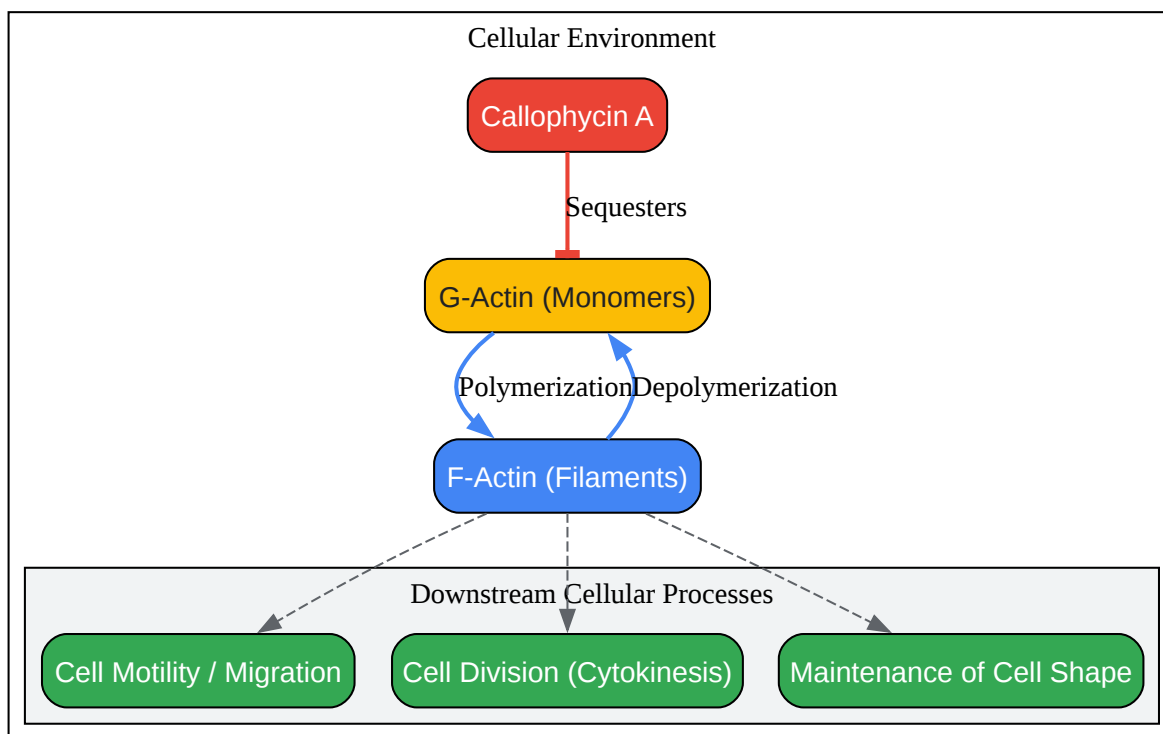 Cellular Environment
Callophycin A
Sequesters
G-Actin (Monomers)
Polymerization
Depolymerization
F-Actin (Filaments)
Downstream Cellular Processes
Cell Motility / Migration
Cell Division (Cytokinesis)
Maintenance of Cell Shape